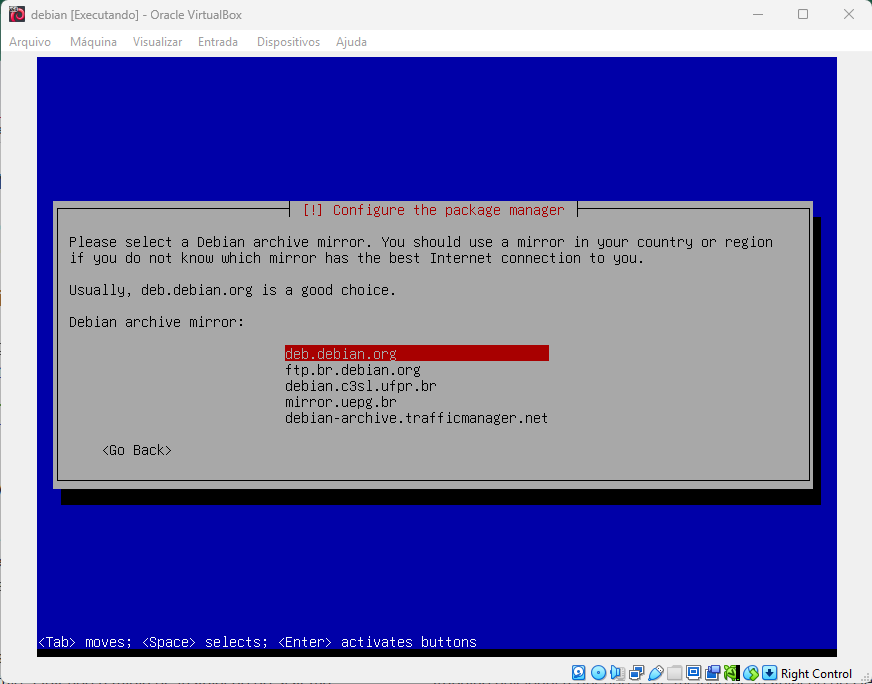 debian [Executando] - Oracle VirtualBox
Arquivo Máquina Visualizar Entrada Dispositivos Ajuda
[!] Configure the package manager
Please select a Debian archive mirror. You should use a mirror in your country or region
if you do not know which mirror has the best Internet connection to you.
Usually, deb.debian.org is a good choice.
Debian archive mirror:
deb.debian.org
ftp.br.debian.org
debian.c3sl.ufpr.br
mirror.uepg.br
debian-archive.trafficmanager.net
<Go Back>
<Tab> moves; <Space> selects; <Enter> activates buttons
Right Control